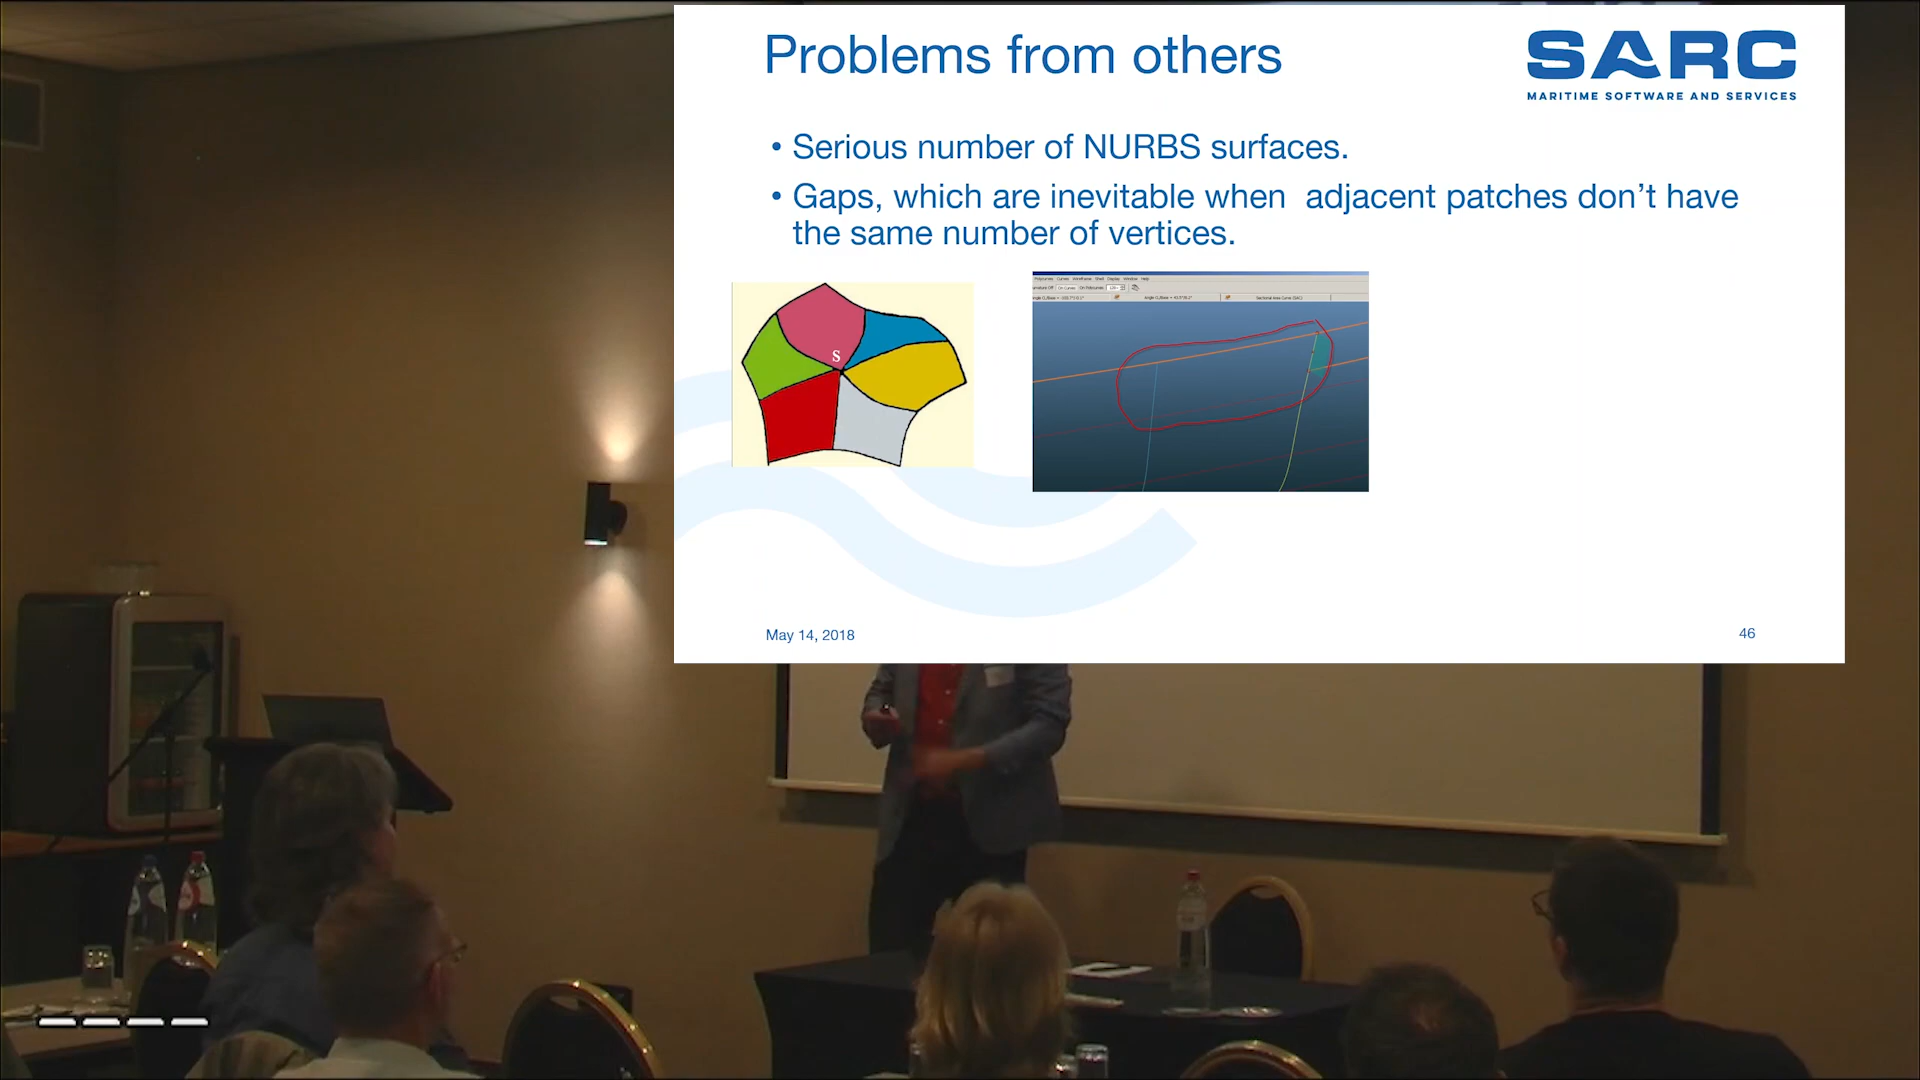 Problems from others
SARC
MARITIME SOFTWARE AND SERVICES
• Serious number of NURBS surfaces.
• Gaps, which are inevitable when adjacent patches don’t have
the same number of vertices.
S
May 14, 2018
46